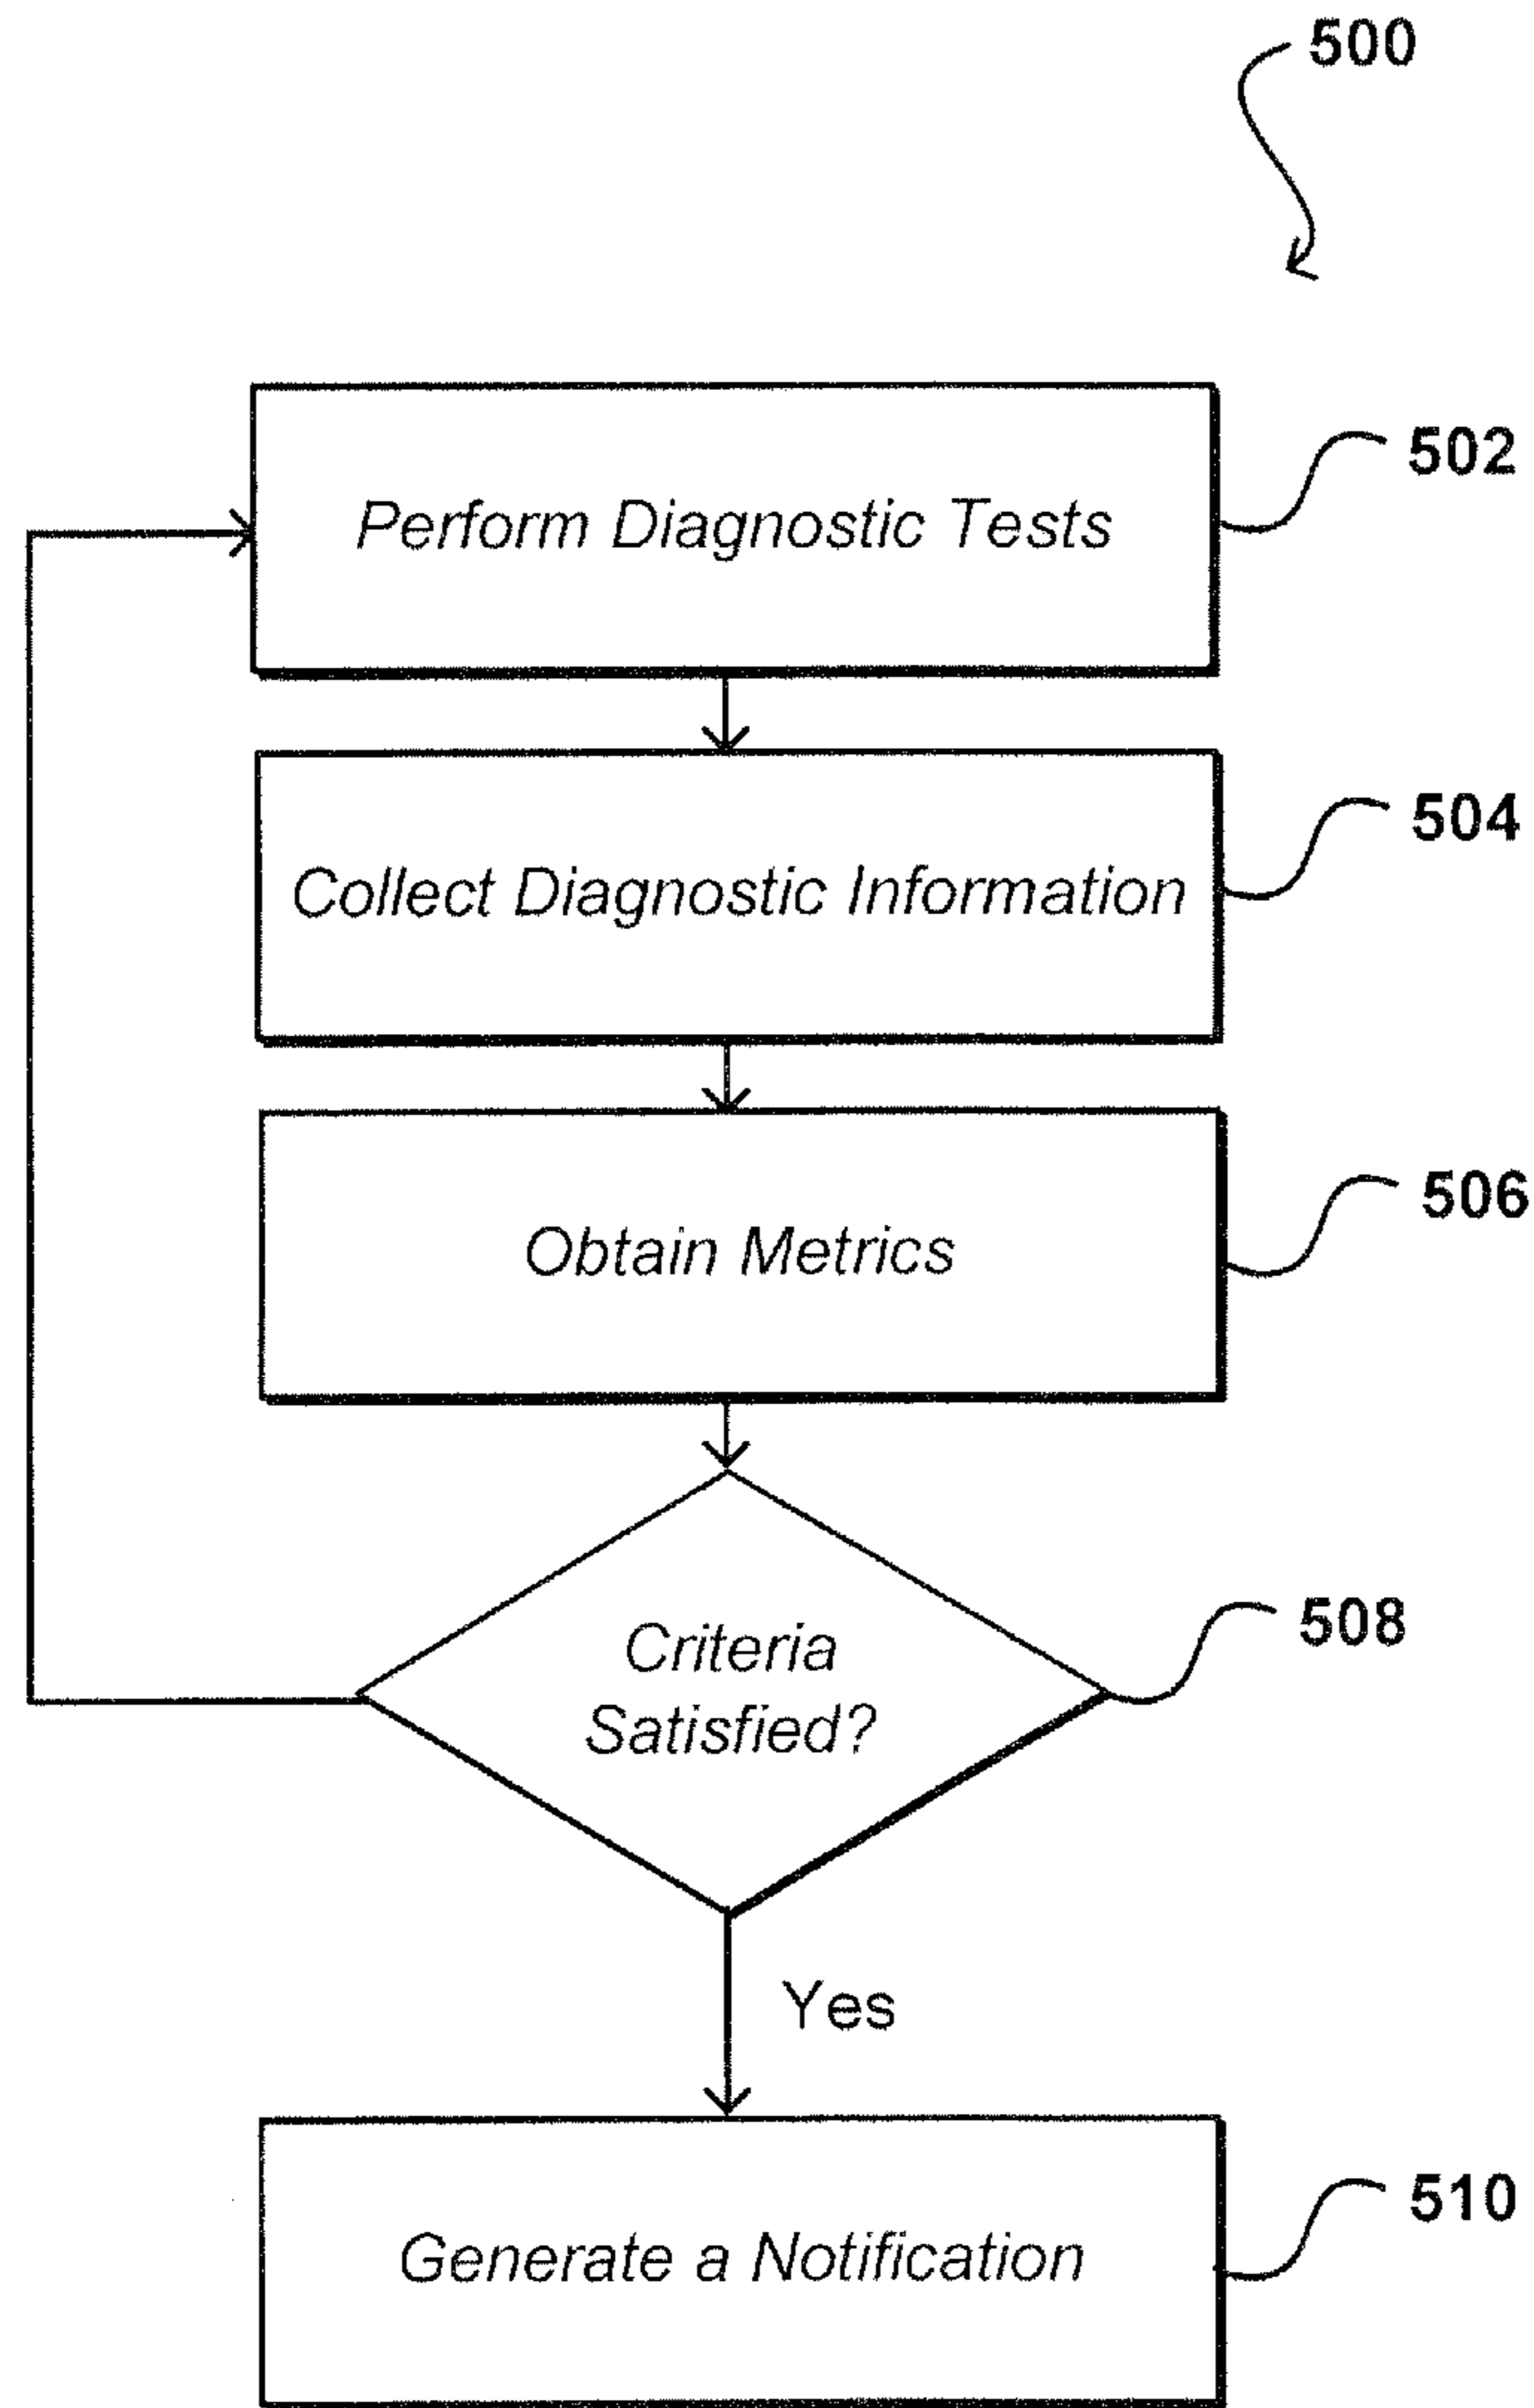 500
Perform Diagnostic Tests
502
Collect Diagnostic Information
504
Obtain Metrics
506
Criteria
Satisfied?
508
Yes
Generate a Notification
510